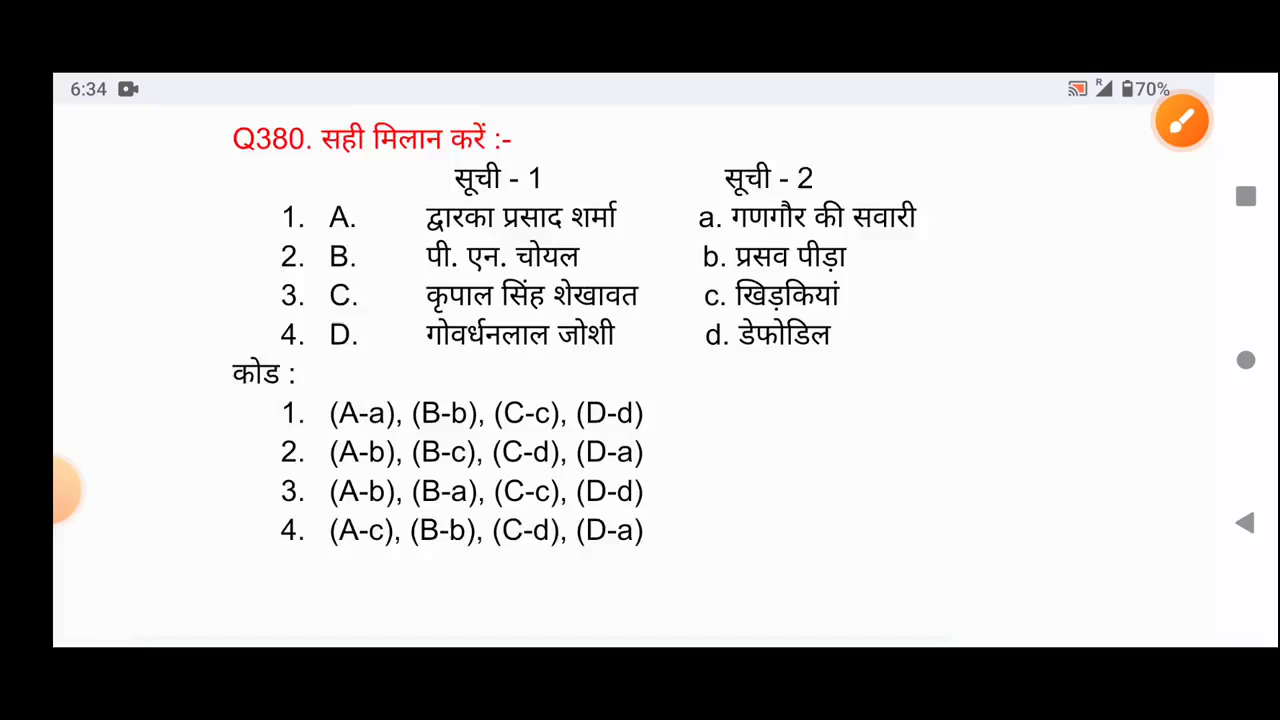 6:34
R
70%
Q380. सही मिलान करें :-
सूची - 1 सूची - 2
1. A. द्वारका प्रसाद शर्मा a. गणगौर की सवारी
2. B. पी. एन. चोयल b. प्रसव पीड़ा
3. C. कृपाल सिंह शेखावत c. खिड़कियां
4. D. गोवर्धनलाल जोशी d. डेफोडिल
कोड :
1. (A-a), (B-b), (C-c), (D-d)
2. (A-b), (B-c), (C-d), (D-a)
3. (A-b), (B-a), (C-c), (D-d)
4. (A-c), (B-b), (C-d), (D-a)